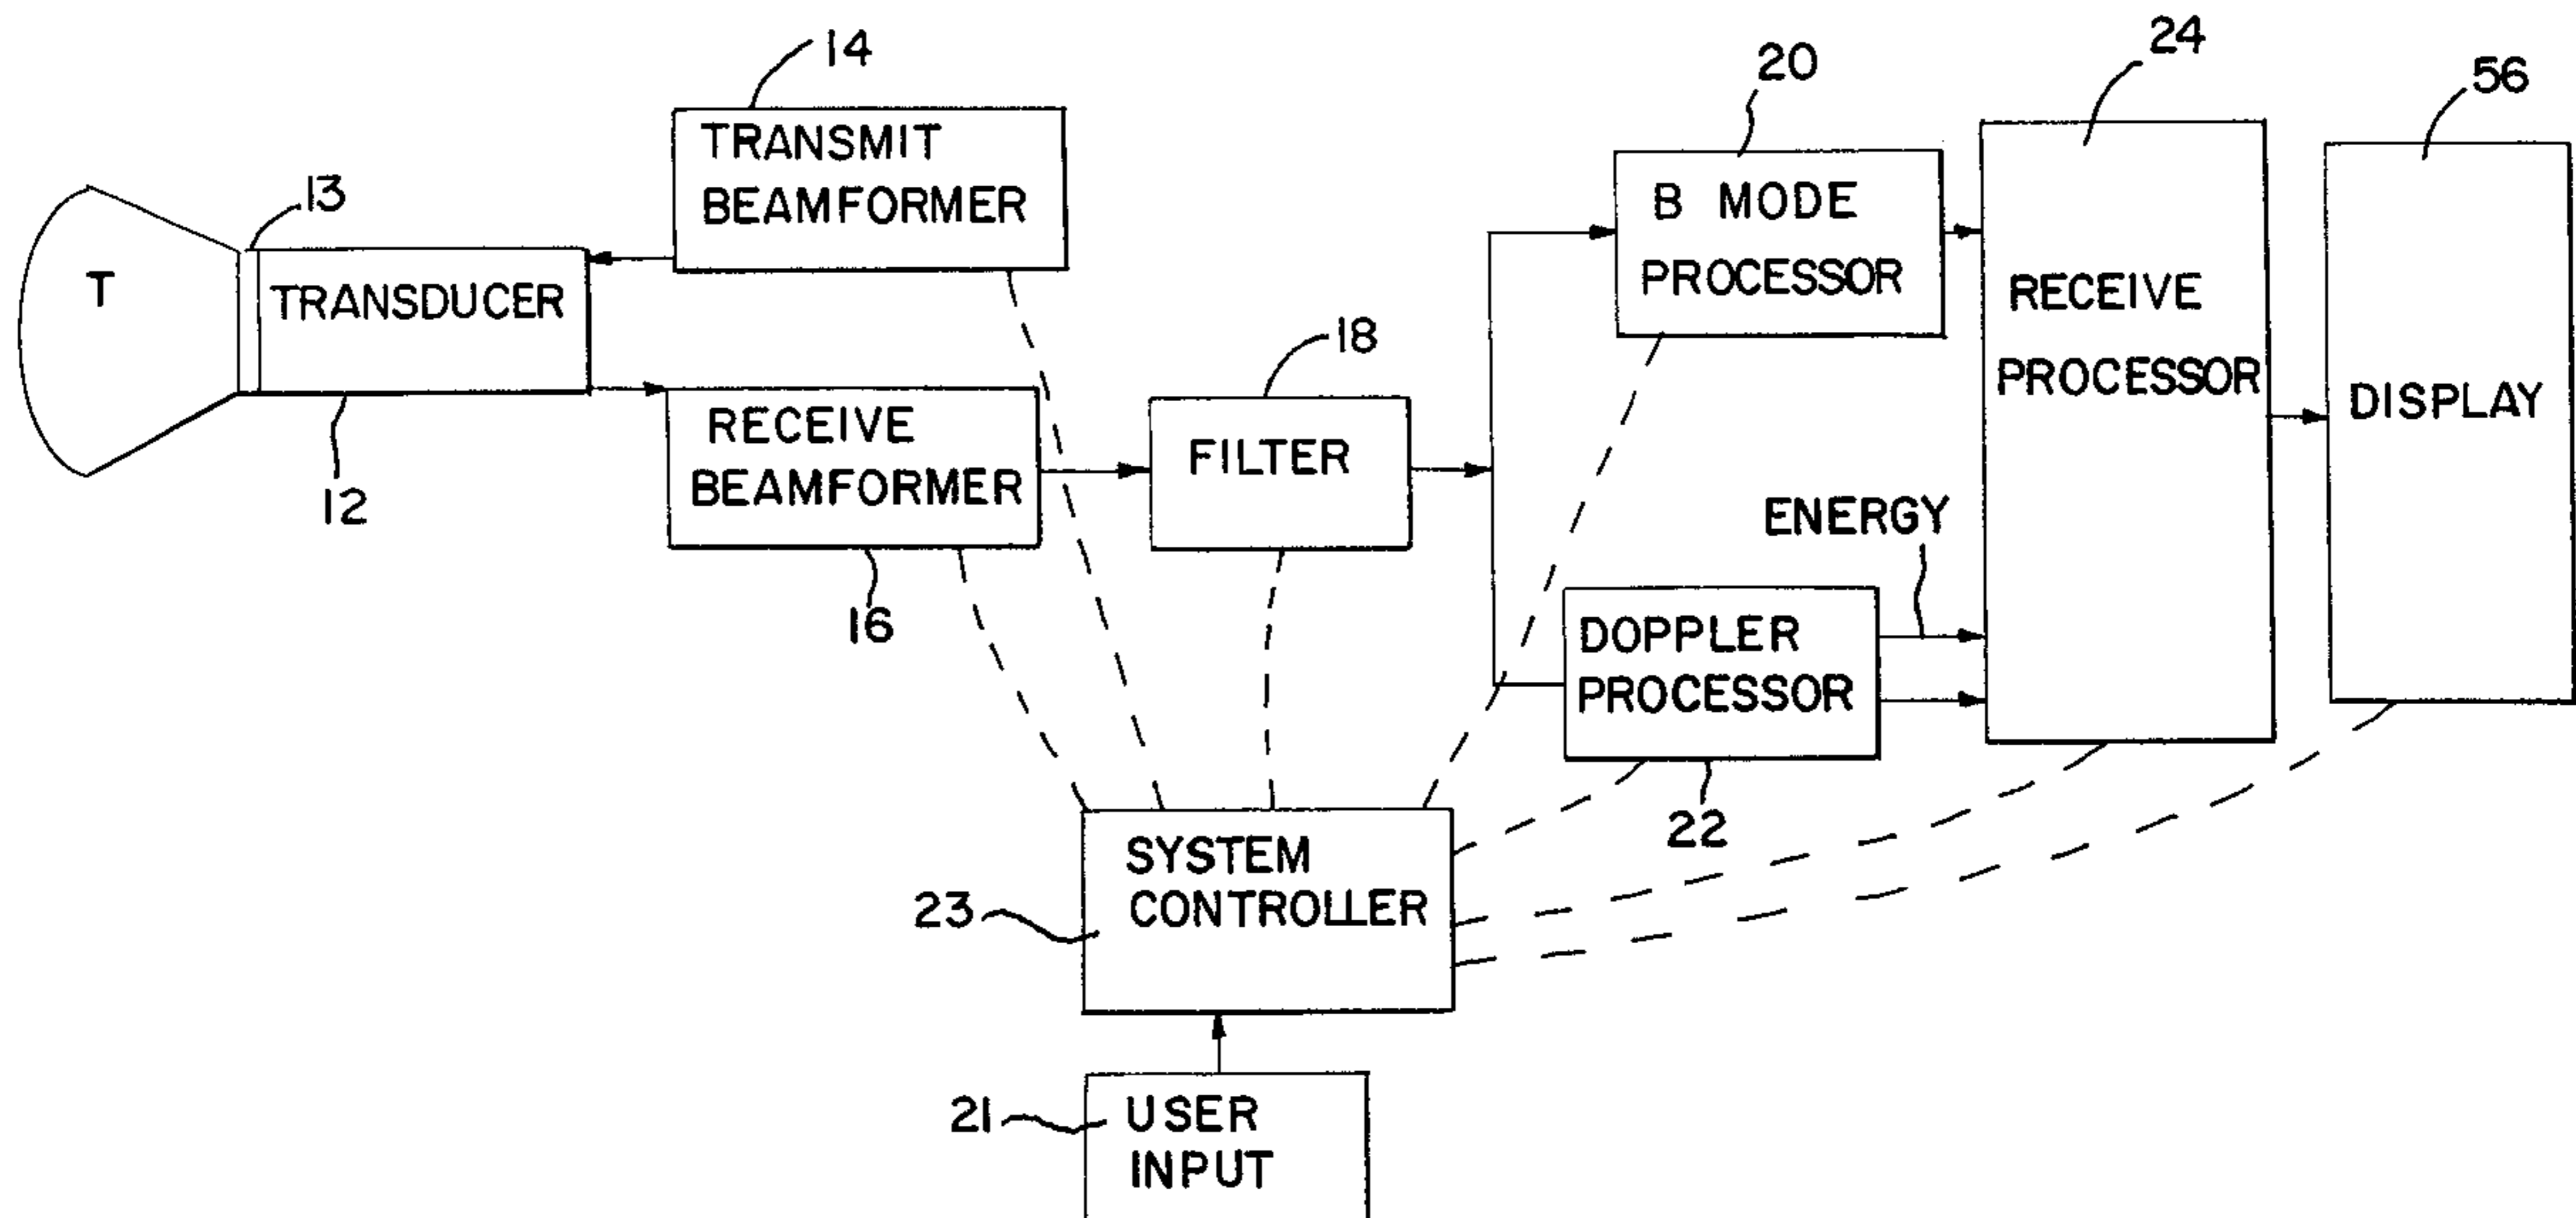 14
TRANSMIT
BEAMFORMER
13
T
TRANSDUCER
12
RECEIVE
BEAMFORMER
16
18
FILTER
20
B MODE
PROCESSOR
24
RECEIVE
PROCESSOR
56
DISPLAY
ENERGY
DOPPLER
PROCESSOR
22
23
SYSTEM
CONTROLLER
21
USER
INPUT